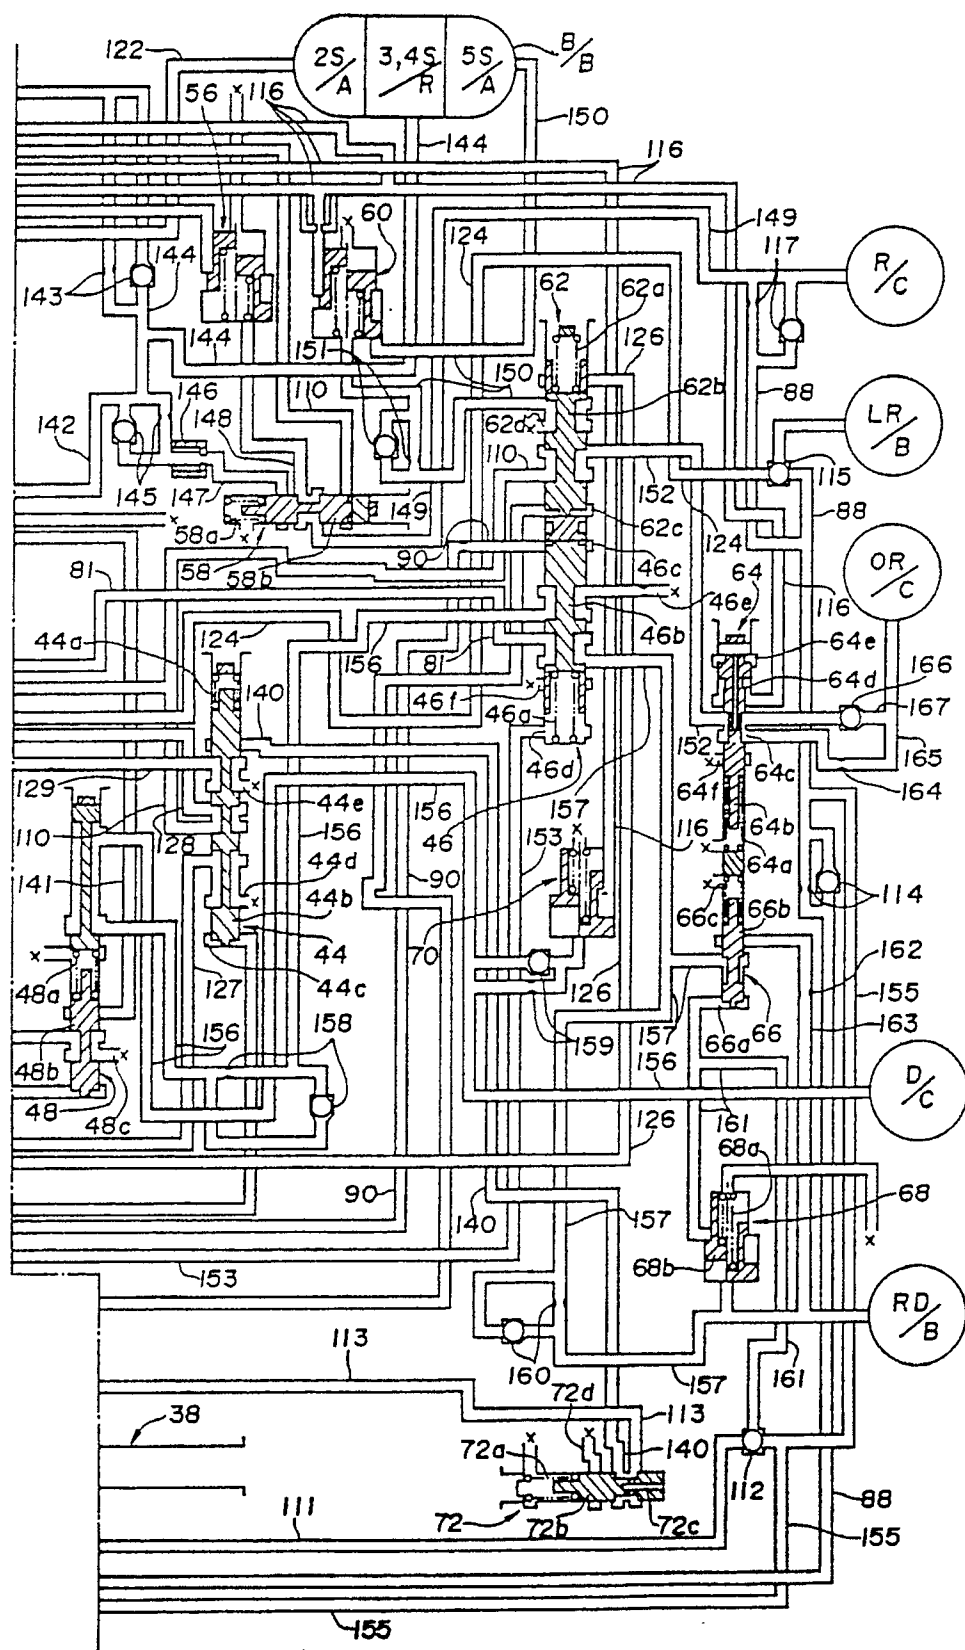 122
2S/A
3,4S/R
5S/A
B/B
56
116
144
150
116
60
149
124
117
R/C
143
144
62
62a
144
151
126
146
110
150
62b
88
LR/B
142
148
62d
110
145
147
149
152
115
58a
62c
88
58
58b
90
124
OR/C
81
46c
64
46e
116
44a
124
156
81
46b
64e
140
46f
64d
166
46a
167
152
129
46d
64c
165
44e
156
157
64f
164
110
128
156
46
64b
153
116
64a
141
44d
90
66c
66b
114
44b
44
70
162
48a
127
44c
126
157
66
155
66a
163
48b
156
158
159
156
D/C
48
48c
161
126
68a
90
140
157
68
68b
153
RD/B
113
160
161
157
72d
38
113
72a
140
112
88
111
72
72b
72c
155
155